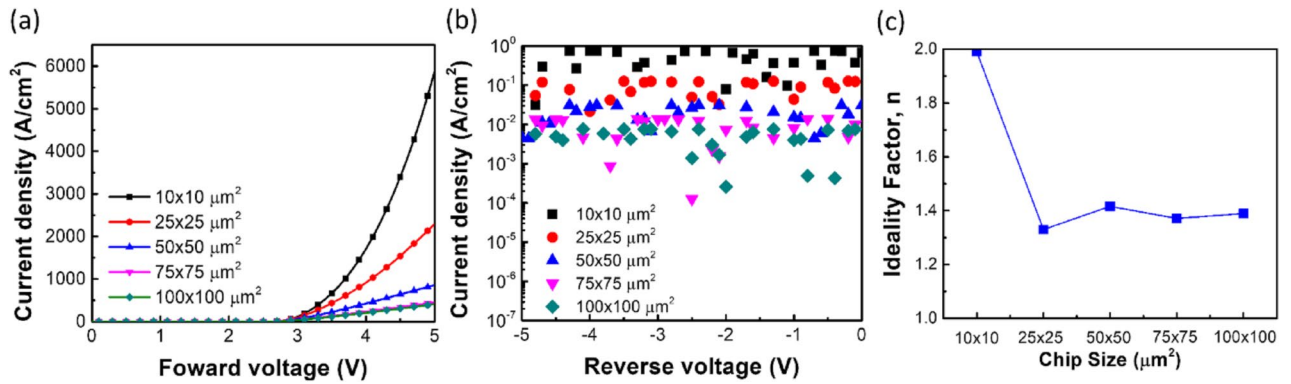 (a)
Current density (A/cm²)
6000
5000
4000
3000
2000
1000
0
10x10 μm²
25x25 μm²
50x50 μm²
75x75 μm²
100x100 μm²
0 1 2 3 4 5
Foward voltage (V)
(b)
Current density (A/cm²)
10⁰
10⁻¹
10⁻²
10⁻³
10⁻⁴
10⁻⁵
10⁻⁶
10⁻⁷
10x10 μm²
25x25 μm²
50x50 μm²
75x75 μm²
100x100 μm²
-5 -4 -3 -2 -1 0
Reverse voltage (V)
(c)
Ideality Factor, n
2.0
1.8
1.6
1.4
1.2
1.0
10x10 25x25 50x50 75x75 100x100
Chip Size (μm²)